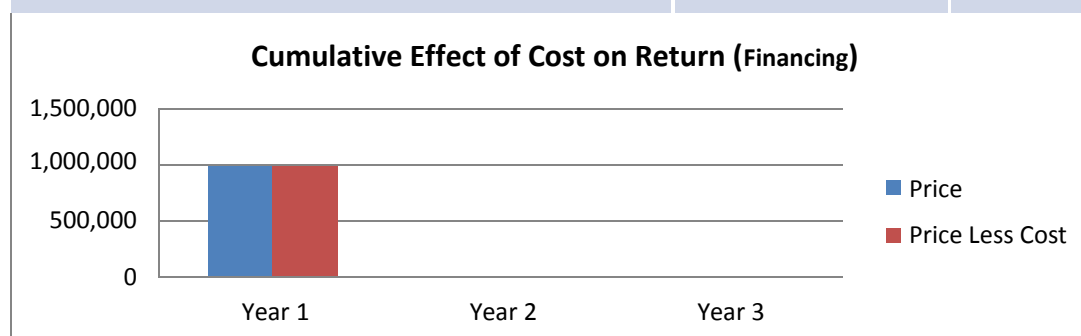 Cumulative Effect of Cost on Return (Financing)
1,500,000
1,000,000
500,000
0
Year 1 Year 2 Year 3
Price
Price Less Cost